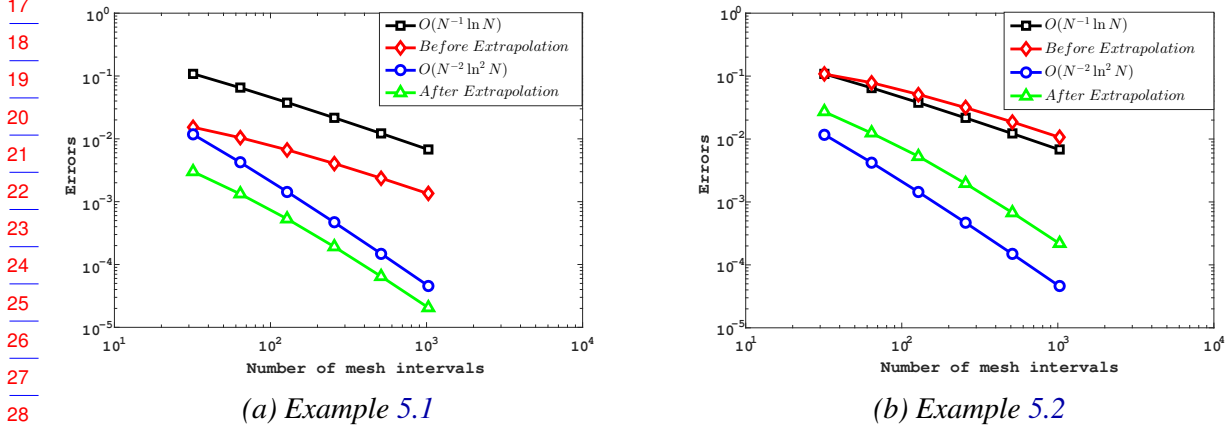 17
18
19
20
21
22
23
24
25
26
27
28
10^0
10^-1
10^-2
10^-3
10^-4
10^-5
Errors
O(N^-1 ln N)
Before Extrapolation
O(N^-2 ln^2 N)
After Extrapolation
10^1
10^2
10^3
10^4
Number of mesh intervals
(a) Example 5.1
10^0
10^-1
10^-2
10^-3
10^-4
10^-5
Errors
O(N^-1 ln N)
Before Extrapolation
O(N^-2 ln^2 N)
After Extrapolation
10^1
10^2
10^3
10^4
Number of mesh intervals
(b) Example 5.2